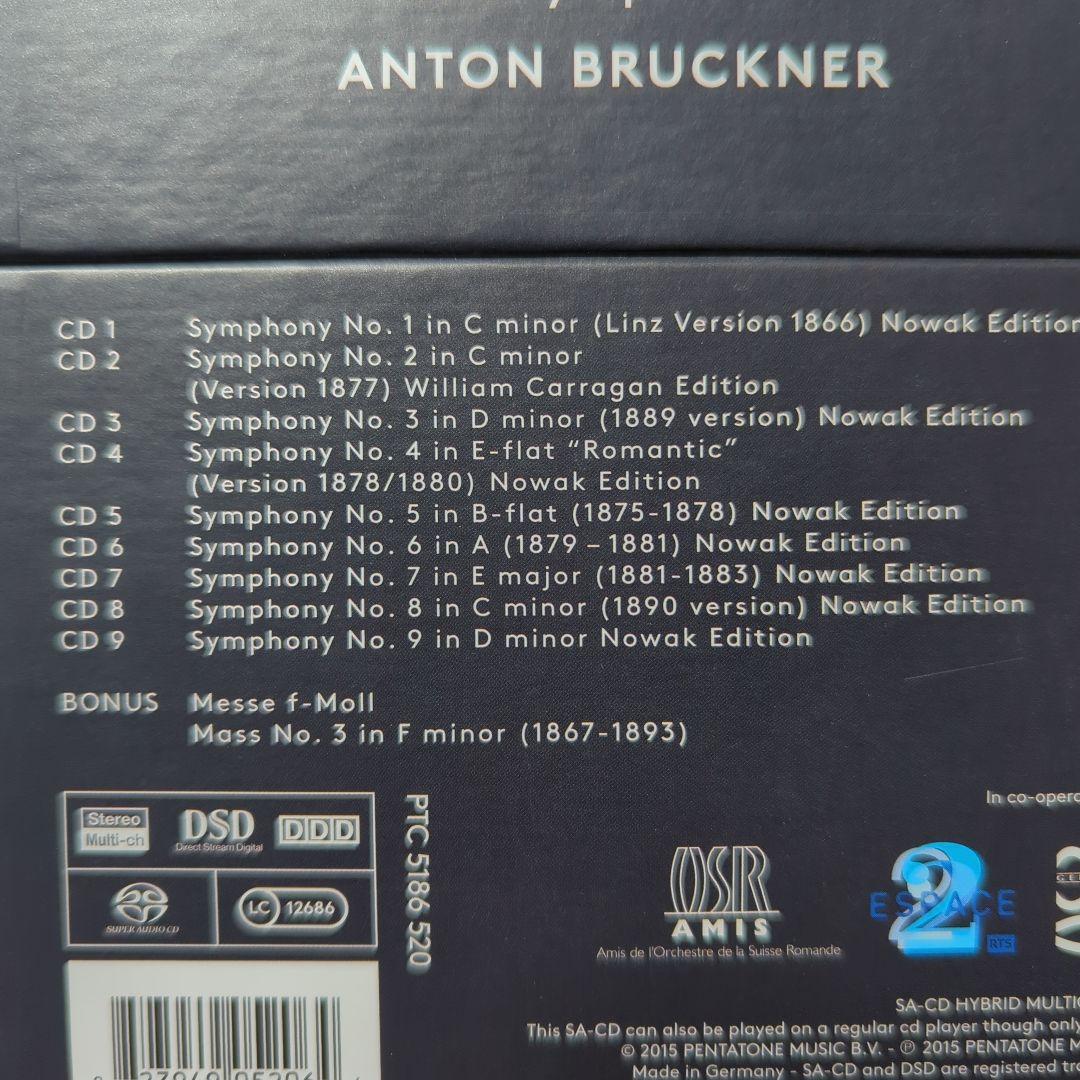 ANTON BRUCKNER
CD 1 Symphony No. 1 in C minor (Linz Version 1866) Nowak Edition
CD 2 Symphony No. 2 in C minor
(Version 1877) William Carragan Edition
CD 3 Symphony No. 3 in D minor (1889 version) Nowak Edition
CD 4 Symphony No. 4 in E-flat “Romantic”
(Version 1878/1880) Nowak Edition
CD 5 Symphony No. 5 in B-flat (1875-1878) Nowak Edition
CD 6 Symphony No. 6 in A (1879 – 1881) Nowak Edition
CD 7 Symphony No. 7 in E major (1881-1883) Nowak Edition
CD 8 Symphony No. 8 in C minor (1890 version) Nowak Edition
CD 9 Symphony No. 9 in D minor Nowak Edition
BONUS Messe f-Moll
Mass No. 3 in F minor (1867-1893)
In co-opera
Stereo
Multi-ch
DSD
Direct Stream Digital
DDD
SUPER AUDIO CD
LC 12686
PTC 5186 520
OSR
AMIS
Amis de l'Orchestre de la Suisse Romande
ESPACE 2
RTS
SA-CD HYBRID MULTIC
This SA-CD can also be played on a regular cd player though only
© 2015 PENTATONE MUSIC B.V. - ℗ 2015 PENTATONE M
Made in Germany - SA-CD and DSD are registered tra